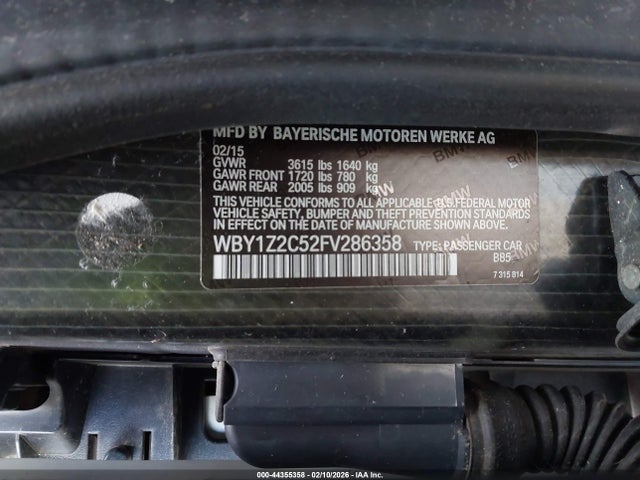 MFD BY BAYERISCHE MOTOREN WERKE AG
02/15
GVWR 3615 lbs 1640 kg
GAWR FRONT 1720 lbs 780 kg
GAWR REAR 2005 lbs 909 kg
THIS VEHICLE CONFORMS TO ALL APPLICABLE U.S. FEDERAL MOTOR
VEHICLE SAFETY, BUMPER AND THEFT PREVENTION STANDARDS
IN EFFECT ON THE DATE OF MANUFACTURE SHOWN ABOVE.
WBY1Z2C52FV286358 TYPE: PASSENGER CAR
BB5
7 315 814
000-44355358 - 02/10/2026 - IAA Inc.